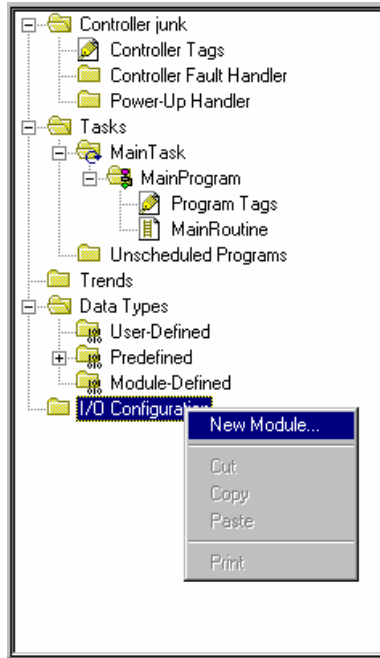 Controller junk
Controller Tags
Controller Fault Handler
Power-Up Handler
Tasks
MainTask
MainProgram
Program Tags
MainRoutine
Unscheduled Programs
Trends
Data Types
User-Defined
Predefined
Module-Defined
I/O Configuration
New Module...
Cut
Copy
Paste
Print